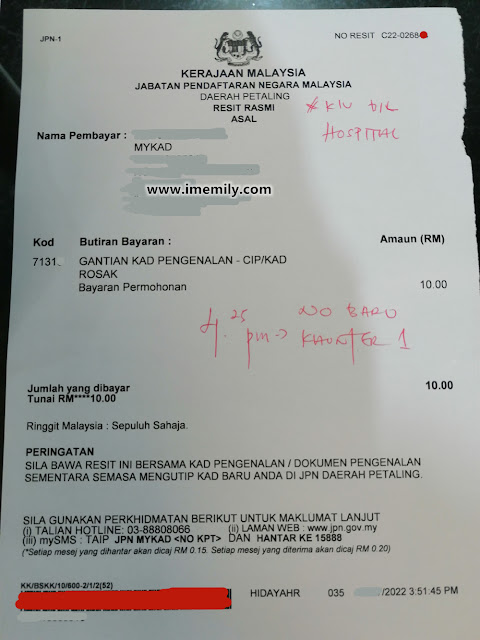 JPN-1
NO RESIT C22-0268
KERAJAAN MALAYSIA
JABATAN PENDAFTARAN NEGARA MALAYSIA
DAERAH PETALING
RESIT RASMI
ASAL
HOSPITAL
Nama Pembayar :
MYKAD
www.imemily.com
Kod Butiran Bayaran : Amaun (RM)
7131 GANTIAN KAD PENGENALAN - CIP/KAD
ROSAK
Bayaran Permohonan 10.00
4.25 pm → NO BARU
KAUNTER 1
Jumlah yang dibayar 10.00
Tunai RM****10.00
Ringgit Malaysia : Sepuluh Sahaja.
PERINGATAN
SILA BAWA RESIT INI BERSAMA KAD PENGENALAN / DOKUMEN PENGENALAN
SEMENTARA SEMASA MENGUTIP KAD BARU ANDA DI JPN DAERAH PETALING.
SILA GUNAKAN PERKHIDMATAN BERIKUT UNTUK MAKLUMAT LANJUT
(i) TALIAN HOTLINE: 03-88808066 (ii) LAMAN WEB : www.jpn.gov.my
(iii) mySMS : TAIP JPN MYKAD <NO KPT> DAN HANTAR KE 15888
(*Setiap mesej yang dihantar akan dicaj RM 0.15. Setiap mesej yang diterima akan dicaj RM 0.20)
KK/BSKK/10/600-2/1/2(52)
HIDAYAHR 035 /2022 3:51:45 PM